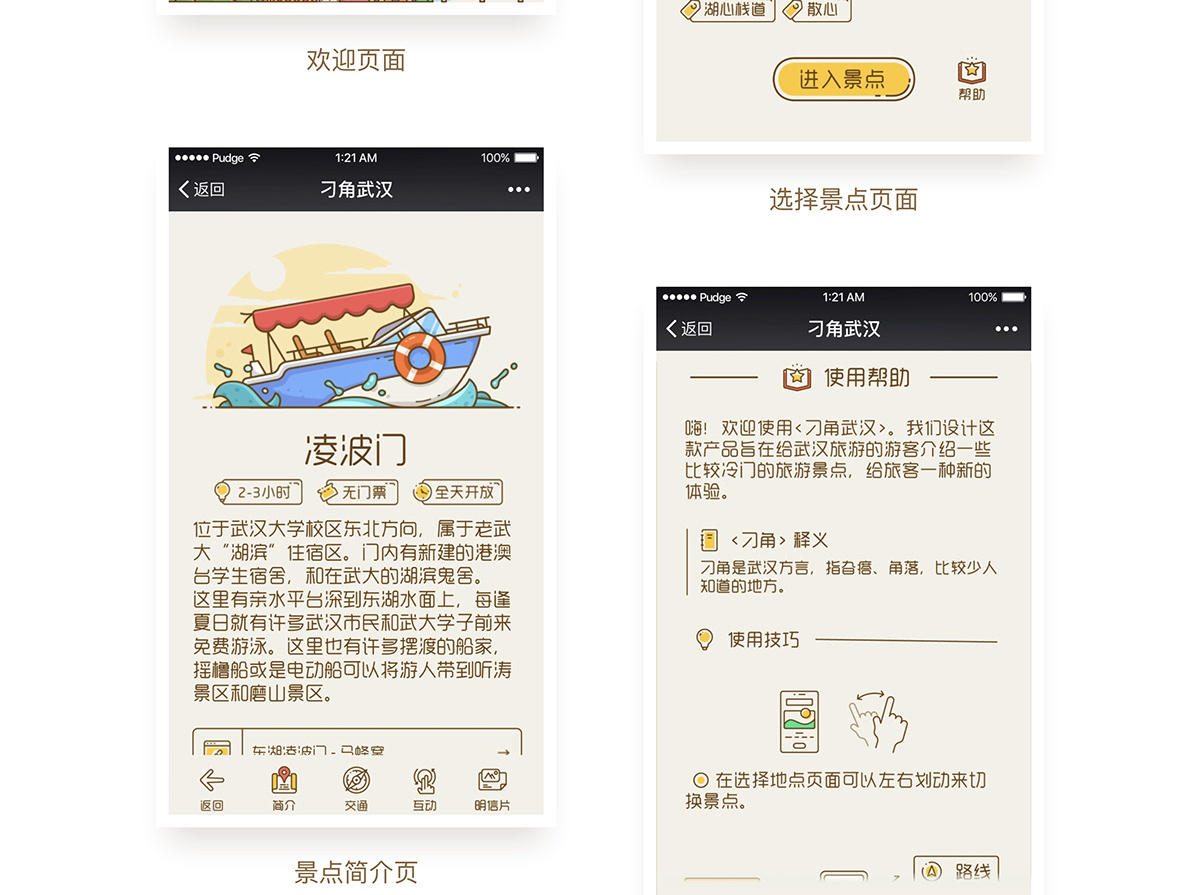 欢迎页面
●●●●● Pudge 1:21 AM 100%
返回 刁角武汉 •••
凌波门
2-3小时 无门票 全天开放
位于武汉大学校区东北方向，属于老武
大“湖滨”住宿区。门内有新建的港澳
台学生宿舍，和在武大的湖滨鬼舍。
这里有亲水平台深到东湖水面上，每逢
夏日就有许多武汉市民和武大学子前来
免费游泳。这里也有许多摆渡的船家，
摇橹船或是电动船可以将游人带到听涛
景区和磨山景区。
东湖凌波门 - 马蜂窝 →
返回 简介 交通 互动 明信片
景点简介页
湖心栈道 散心
进入景点
帮助
选择景点页面
●●●●● Pudge 1:21 AM 100%
返回 刁角武汉 •••
使用帮助
嗨！欢迎使用<刁角武汉>。我们设计这
款产品旨在给武汉旅游的游客介绍一些
比较冷门的旅游景点，给旅客一种新的
体验。
<刁角> 释义
刁角是武汉方言，指旮旯、角落，比较少人
知道的地方。
使用技巧
在选择地点页面可以左右划动来切
换景点。
路线